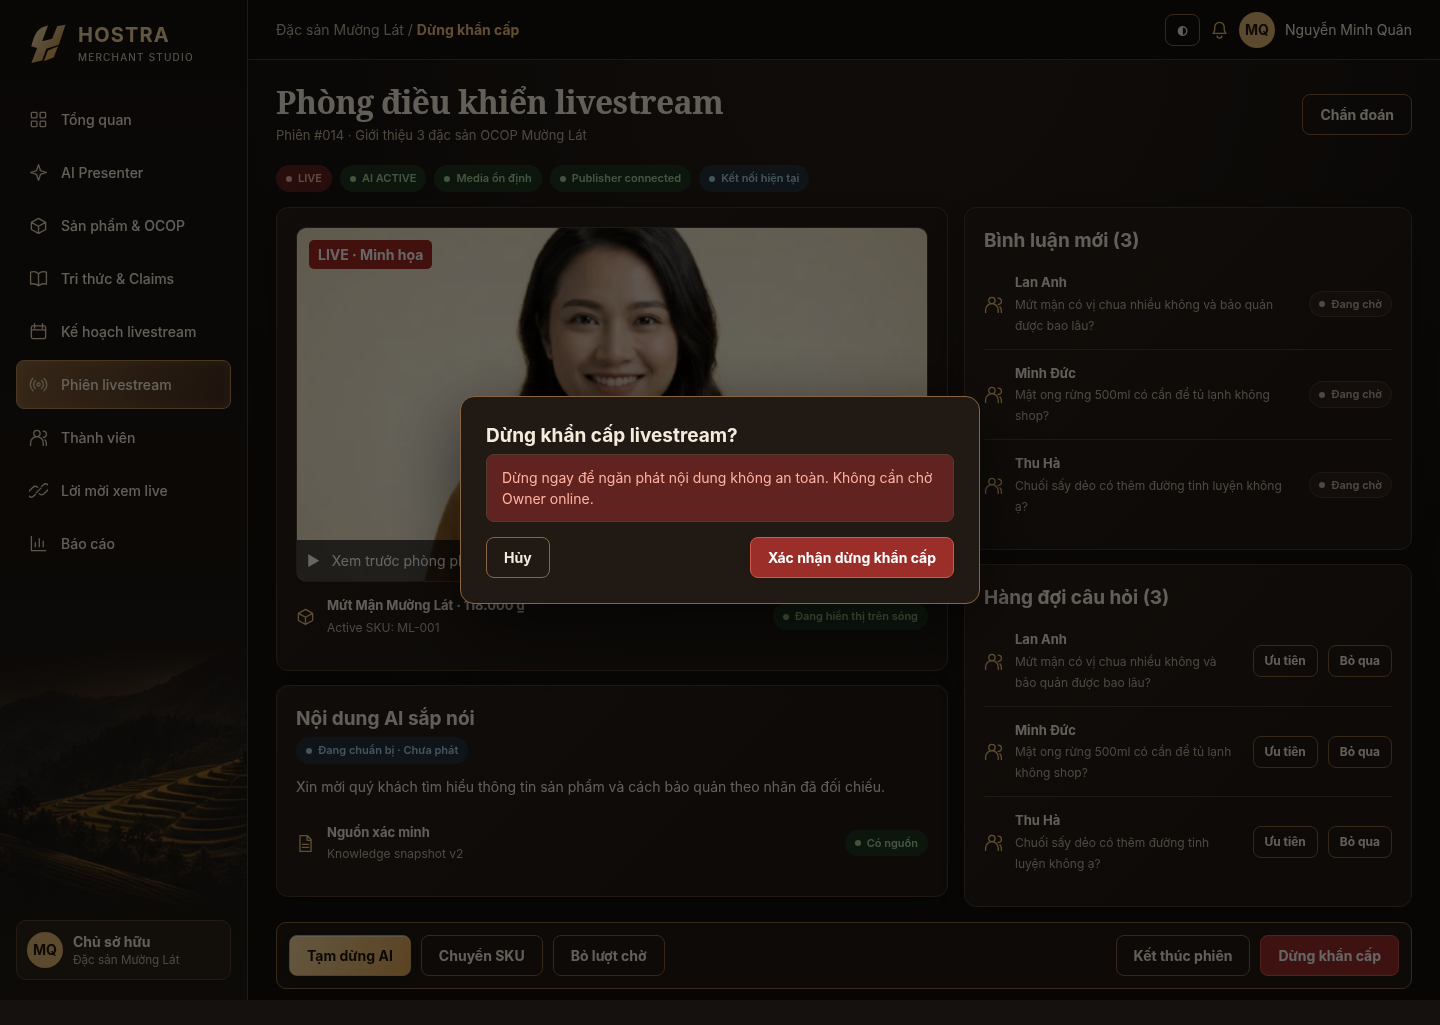 HOSTRA
MERCHANT STUDIO
Tổng quan
AI Presenter
Sản phẩm & OCOP
Tri thức & Claims
Kế hoạch livestream
Phiên livestream
Thành viên
Lời mời xem live
Báo cáo
MQ
Chủ sở hữu
Đặc sản Mường Lát
Đặc sản Mường Lát / Dừng khẩn cấp
MQ
Nguyễn Minh Quân
Phòng điều khiển livestream
Phiên #014 · Giới thiệu 3 đặc sản OCOP Mường Lát
Chẩn đoán
LIVE
AI ACTIVE
Media ổn định
Publisher connected
Kết nối hiện tại
LIVE · Minh họa
Xem trước phòng
Mứt Mận Mường Lát · 118.000 ₫
Active SKU: ML-001
Đang hiển thị trên sóng
Dừng khẩn cấp livestream?
Dừng ngay để ngăn phát nội dung không an toàn. Không cần chờ
Owner online.
Hủy
Xác nhận dừng khẩn cấp
Nội dung AI sắp nói
Đang chuẩn bị · Chưa phát
Xin mời quý khách tìm hiểu thông tin sản phẩm và cách bảo quản theo nhãn đã đối chiếu.
Nguồn xác minh
Knowledge snapshot v2
Có nguồn
Bình luận mới (3)
Lan Anh
Mứt mận có vị chua nhiều không và bảo quản
được bao lâu?
Đang chờ
Minh Đức
Mật ong rừng 500ml có cần để tủ lạnh không
shop?
Đang chờ
Thu Hà
Chuối sấy dẻo có thêm đường tinh luyện không
ạ?
Đang chờ
Hàng đợi câu hỏi (3)
Lan Anh
Mứt mận có vị chua nhiều không và
bảo quản được bao lâu?
Ưu tiên
Bỏ qua
Minh Đức
Mật ong rừng 500ml có cần để tủ lạnh
không shop?
Ưu tiên
Bỏ qua
Thu Hà
Chuối sấy dẻo có thêm đường tinh
luyện không ạ?
Ưu tiên
Bỏ qua
Tạm dừng AI
Chuyển SKU
Bỏ lượt chờ
Kết thúc phiên
Dừng khẩn cấp